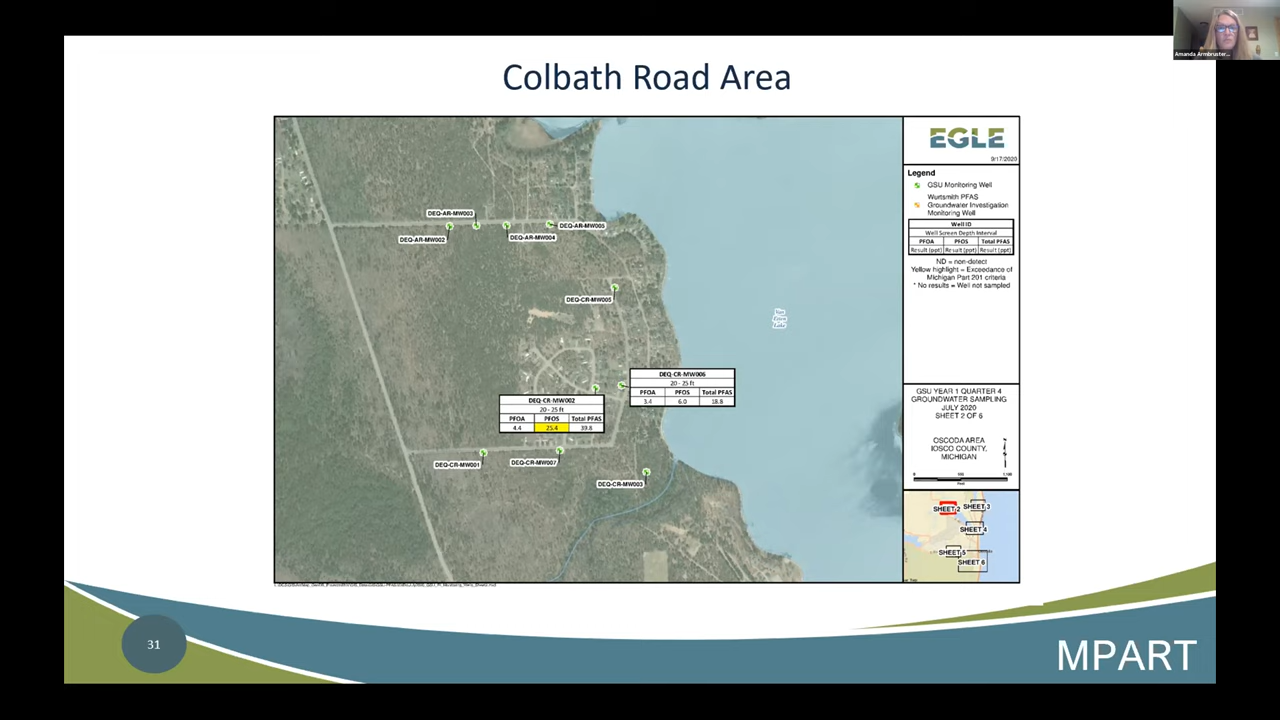 Amanda Armbruster...
Colbath Road Area
EGLE
9/17/2020
Legend
GSU Monitoring Well
Wurtsmith PFAS
Groundwater Investigation
Monitoring Well
Well ID
Well Screen Depth Interval
PFOA PFOS Total PFAS
Result (ppt) Result (ppt) Result (ppt)
ND = non-detect
Yellow highlight = Exceedance of
Michigan Part 201 criteria
* No results = Well not sampled
DEQ-AR-MW003
DEQ-AR-MW002
DEQ-AR-MW004
DEQ-AR-MW005
DEQ-CR-MW005
Van
Etten
Lake
DEQ-CR-MW006
20 - 25 ft
PFOA PFOS Total PFAS
3.4 6.0 18.8
DEQ-CR-MW002
20 - 25 ft
PFOA PFOS Total PFAS
4.4 25.4 39.8
DEQ-CR-MW001
DEQ-CR-MW007
DEQ-CR-MW003
GSU YEAR 1 QUARTER 4
GROUNDWATER SAMPLING
JULY 2020
SHEET 2 OF 6
OSCODA AREA
IOSCO COUNTY,
MICHIGAN
Feet
SHEET 2
SHEET 3
SHEET 4
SHEET 5
SHEET 6
31
MPART